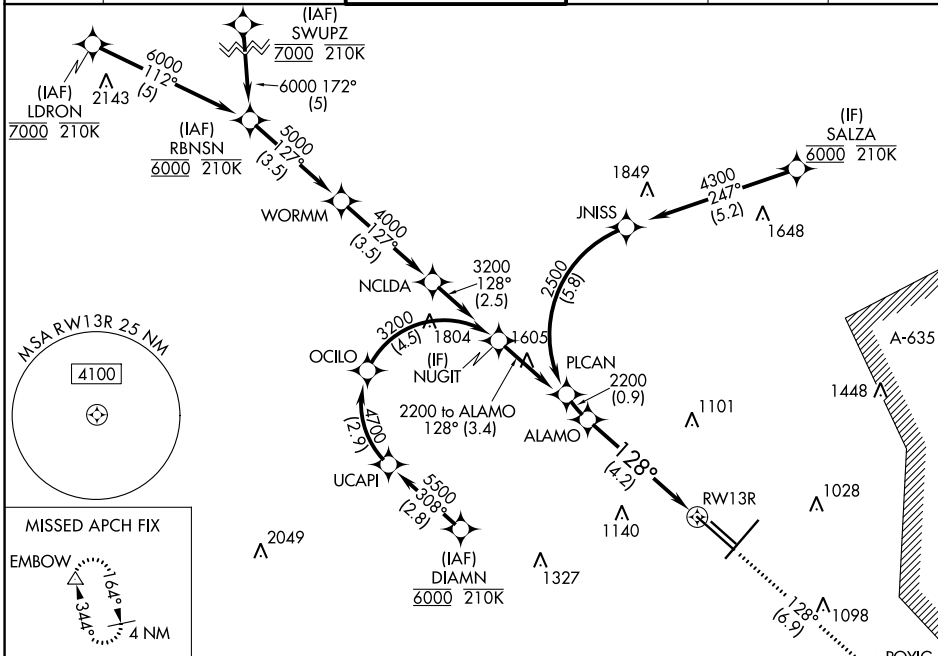 (IAF)
SWUPZ
7000 210K
6000
112°
(5)
(IAF)
LDRON
7000 210K
2143
6000 172°
(5)
(IAF)
RBNSN
6000 210K
5000
127°
(3.5)
(IF)
SALZA
6000 210K
4300
247°
(5.2)
1849
1648
JNISS
WORMM
4000
127°
(3.5)
2500
(5.8)
NCLDA
3200
128°
(2.5)
MSA RW13R 25 NM
4100
3200
(4.5)
1804
1605
OCILO
(IF)
NUGIT
PLCAN
2200
(0.9)
A-635
1448
2200 to ALAMO
128° (3.4)
ALAMO
1101
4700
(2.9)
UCAPI
128°
(4.2)
5500
308°
(2.8)
RW13R
1028
1140
MISSED APCH FIX
EMBOW
164°
344°
4 NM
2049
(IAF)
DIAMN
6000 210K
1327
128°
(6.9)
1098